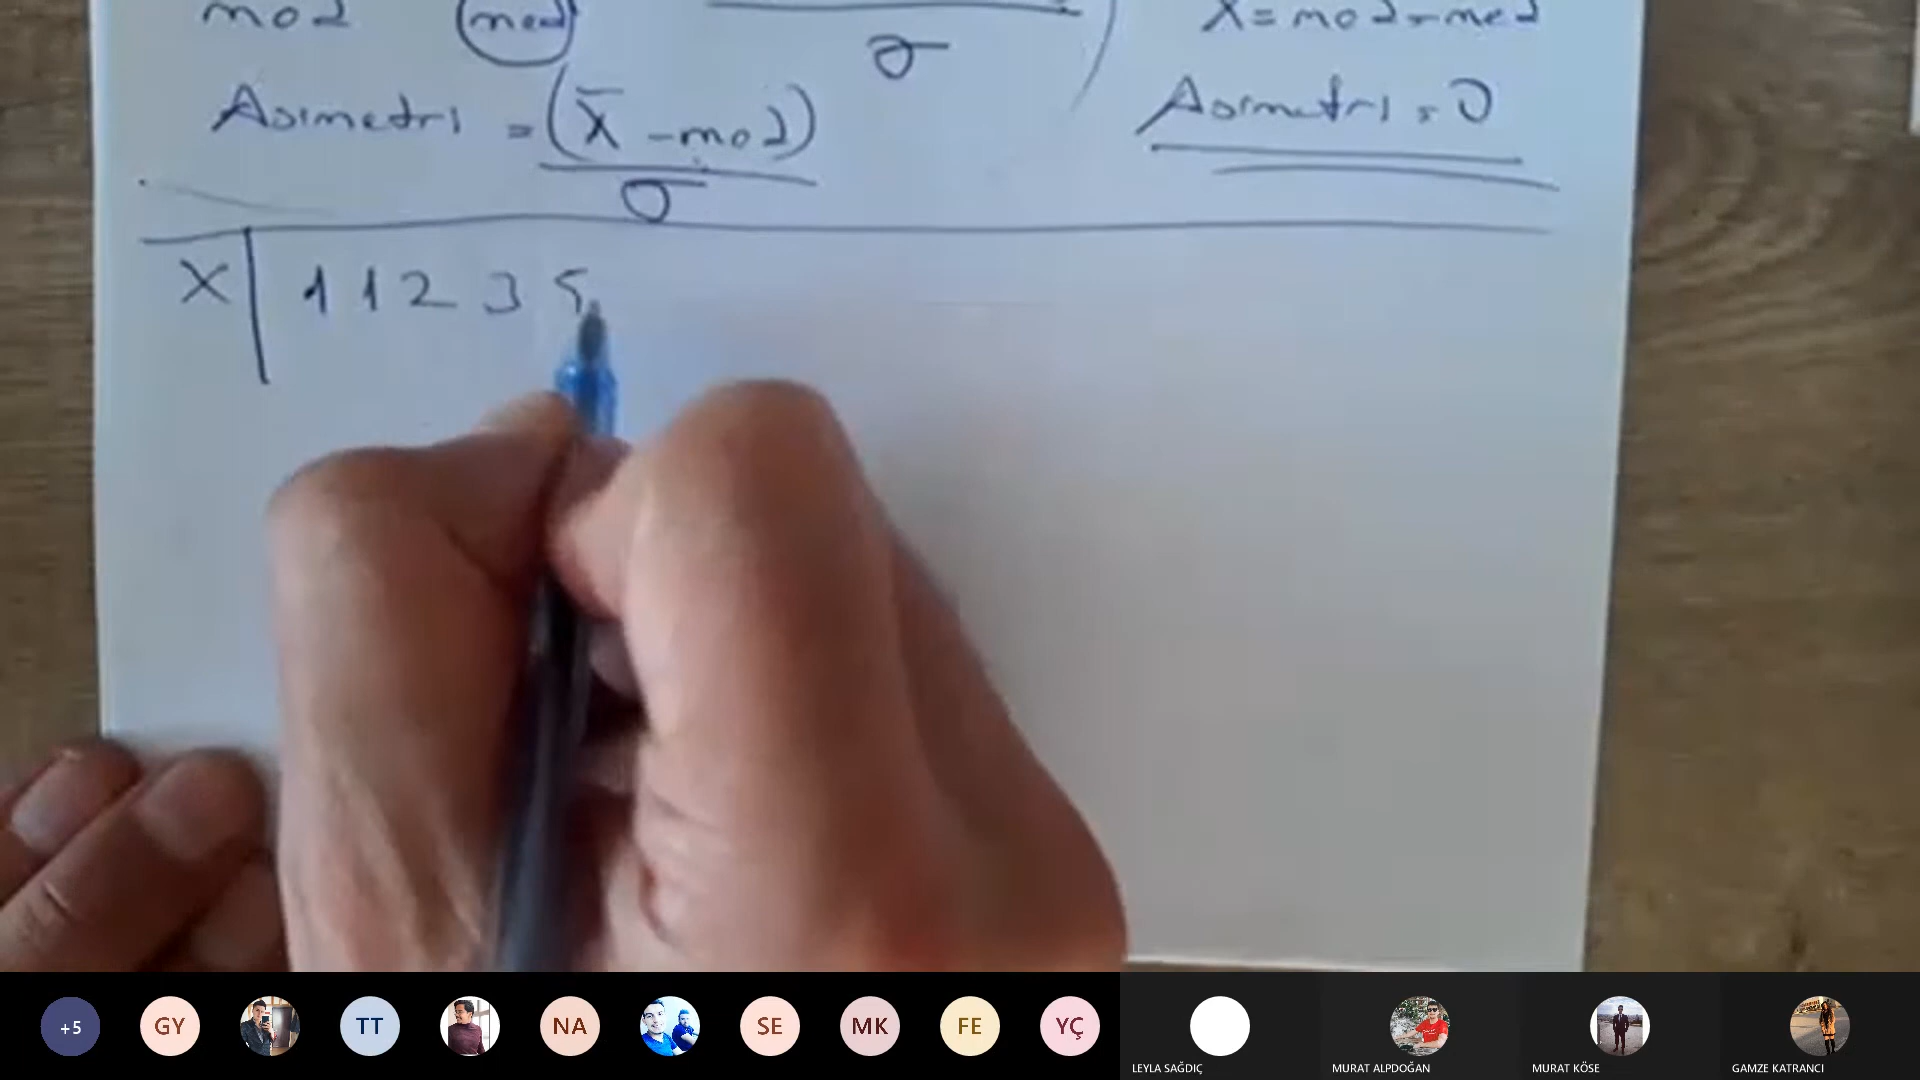 mod med σ x̄ = mod = med
Asimetri = (x̄ - mod) Asimetri = 0
σ
X 1 1 2 3 5
+5 GY TT NA SE MK FE YÇ
LEYLA SAĞDIÇ MURAT ALPDOĞAN MURAT KÖSE GAMZE KATRANCI